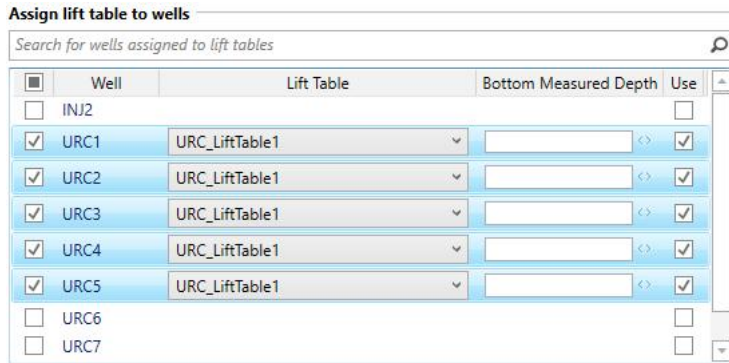 Assign lift table to wells
Search for wells assigned to lift tables
Well Lift Table Bottom Measured Depth Use
INJ2
URC1 URC_LiftTable1
URC2 URC_LiftTable1
URC3 URC_LiftTable1
URC4 URC_LiftTable1
URC5 URC_LiftTable1
URC6
URC7